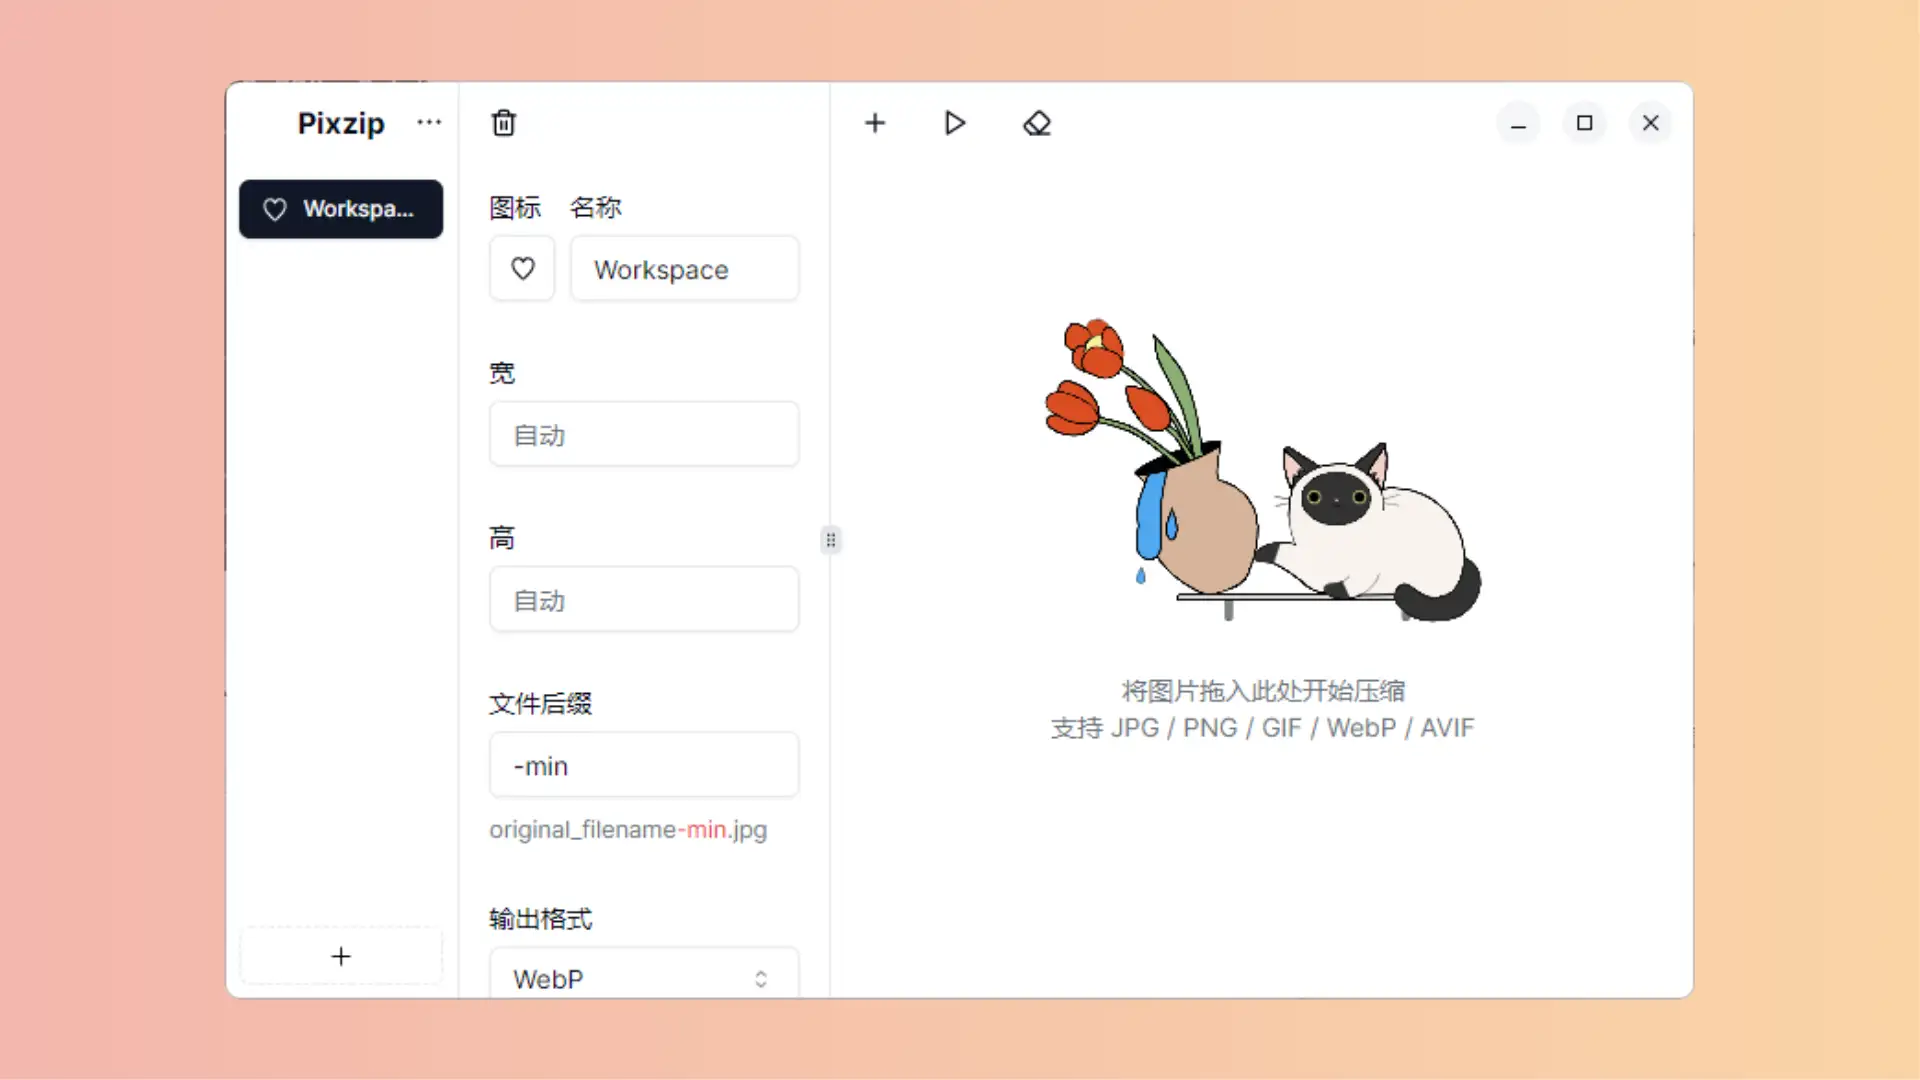 Pixzip
Workspa...
图标 名称
Workspace
宽
自动
高
自动
文件后缀
-min
original_filename-min.jpg
输出格式
WebP
将图片拖入此处开始压缩
支持 JPG / PNG / GIF / WebP / AVIF